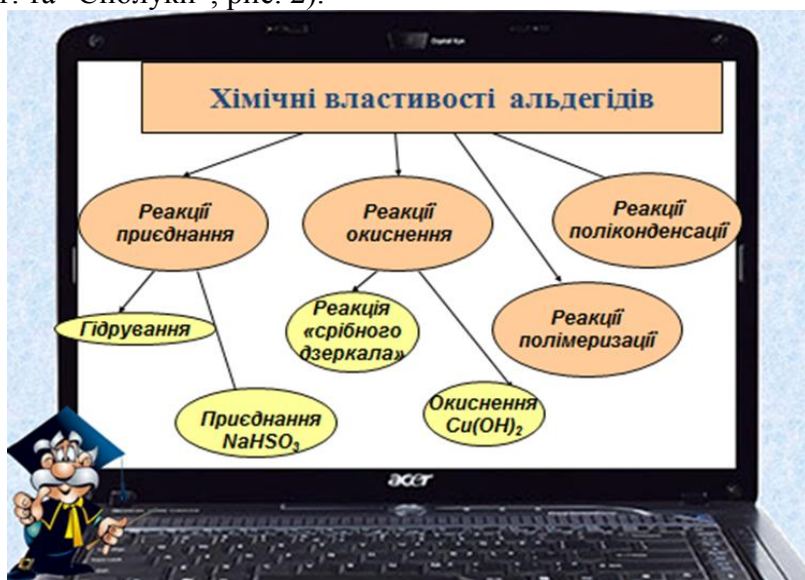 та "Сполуки", рис. 2).
Хімічні властивості альдегідів
Реакції
приєднання
Реакції
окиснення
Реакції
поліконденсації
Гідрування
Реакція
«срібного
дзеркала»
Реакції
полімеризації
Приєднання
NaHSO₃
Окиснення
Cu(OH)₂
acer